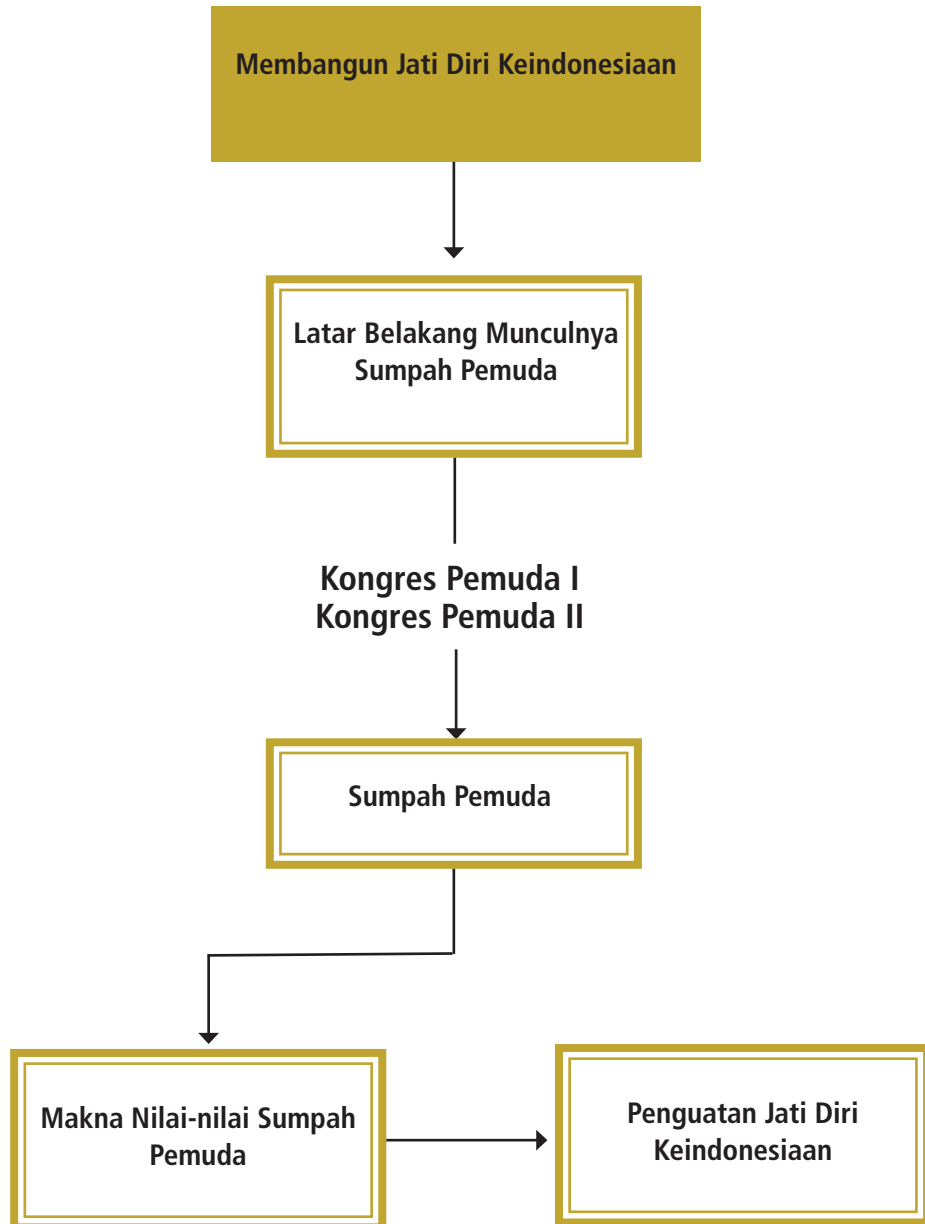 Membangun Jati Diri Keindonesiaan
Latar Belakang Munculnya
Sumpah Pemuda
Kongres Pemuda I
Kongres Pemuda II
Sumpah Pemuda
Makna Nilai-nilai Sumpah
Pemuda
Penguatan Jati Diri
Keindonesiaan